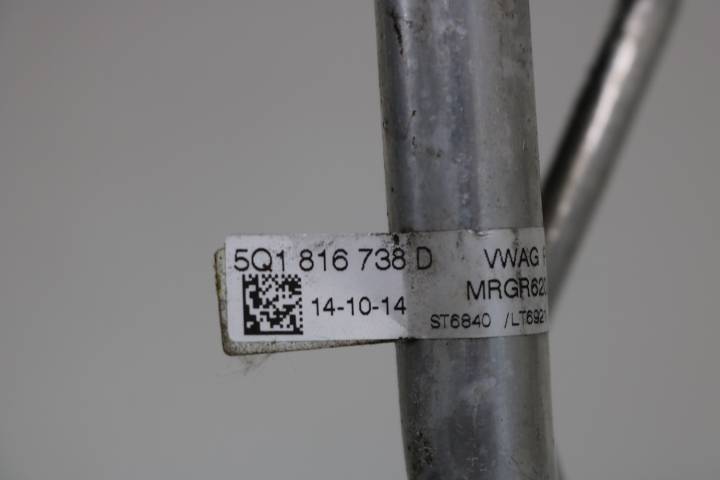 5Q1 816 738 D VWAG
MRGR62
14-10-14
ST6840 /LT692